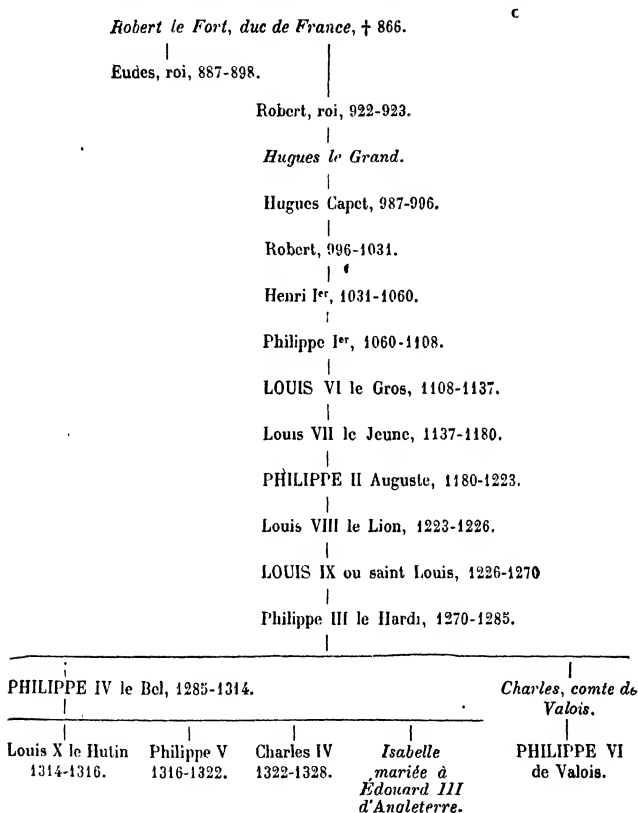 Robert le Fort, duc de France, † 866.
Eudes, roi, 887-898.
Robert, roi, 922-923.
Hugues le Grand.
Hugues Capet, 987-996.
Robert, 996-1031.
Henri Ier, 1031-1060.
Philippe Ier, 1060-1108.
LOUIS VI le Gros, 1108-1137.
Louis VII le Jeune, 1137-1180.
PHILIPPE II Auguste, 1180-1223.
Louis VIII le Lion, 1223-1226.
LOUIS IX ou saint Louis, 1226-1270
Philippe III le Hardi, 1270-1285.
PHILIPPE IV le Bel, 1285-1314.
Charles, comte de
Valois.
Louis X le Hutin
1314-1316.
Philippe V
1316-1322.
Charles IV
1322-1328.
Isabelle
mariée à
Édouard III
d'Angleterre.
PHILIPPE VI
de Valois.